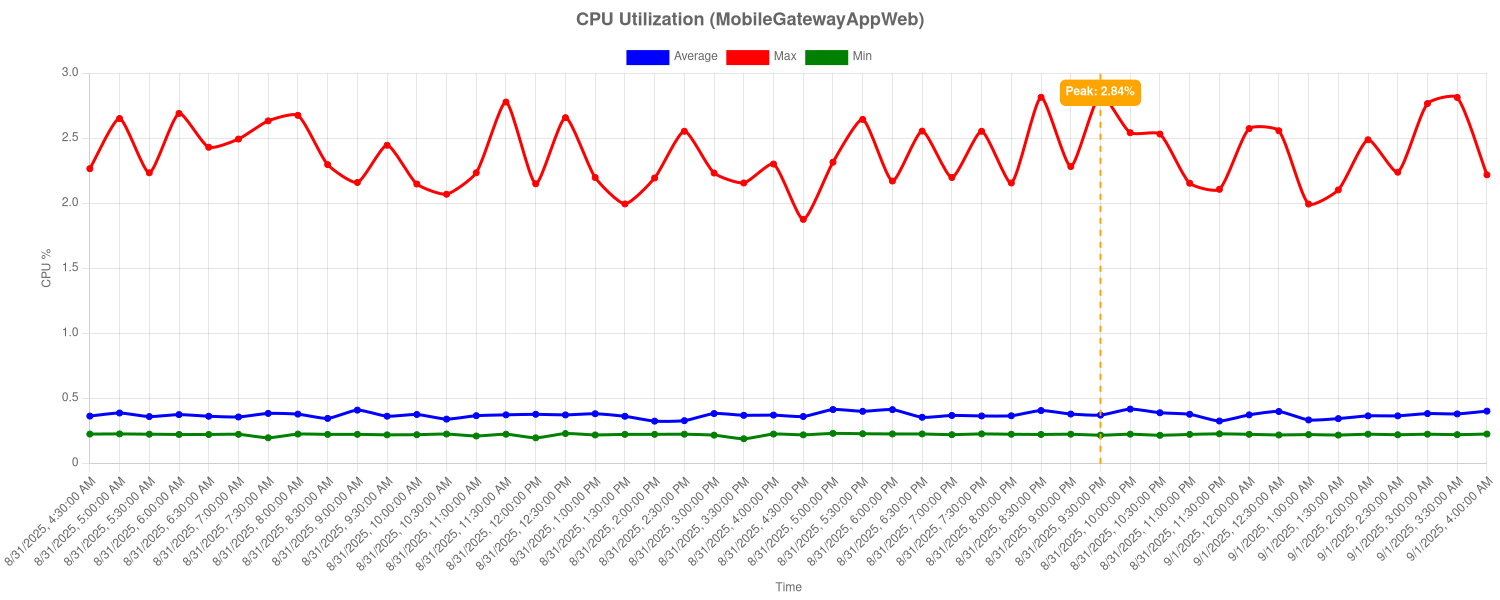 CPU Utilization (MobileGatewayAppWeb)
Average Max Min
Peak: 2.84%
3.0
2.5
2.0
1.5
1.0
0.5
0
CPU %
8/31/2025, 4:30:00 AM
8/31/2025, 5:00:00 AM
8/31/2025, 5:30:00 AM
8/31/2025, 6:00:00 AM
8/31/2025, 6:30:00 AM
8/31/2025, 7:00:00 AM
8/31/2025, 7:30:00 AM
8/31/2025, 8:00:00 AM
8/31/2025, 8:30:00 AM
8/31/2025, 9:00:00 AM
8/31/2025, 9:30:00 AM
8/31/2025, 10:00:00 AM
8/31/2025, 10:30:00 AM
8/31/2025, 11:00:00 AM
8/31/2025, 11:30:00 AM
8/31/2025, 12:00:00 PM
8/31/2025, 12:30:00 PM
8/31/2025, 1:00:00 PM
8/31/2025, 1:30:00 PM
8/31/2025, 2:00:00 PM
8/31/2025, 2:30:00 PM
8/31/2025, 3:00:00 PM
8/31/2025, 3:30:00 PM
8/31/2025, 4:00:00 PM
8/31/2025, 4:30:00 PM
8/31/2025, 5:00:00 PM
8/31/2025, 5:30:00 PM
8/31/2025, 6:00:00 PM
8/31/2025, 6:30:00 PM
8/31/2025, 7:00:00 PM
8/31/2025, 7:30:00 PM
8/31/2025, 8:00:00 PM
8/31/2025, 8:30:00 PM
8/31/2025, 9:00:00 PM
8/31/2025, 9:30:00 PM
8/31/2025, 10:00:00 PM
8/31/2025, 10:30:00 PM
8/31/2025, 11:00:00 PM
8/31/2025, 11:30:00 PM
9/1/2025, 12:00:00 AM
9/1/2025, 12:30:00 AM
9/1/2025, 1:00:00 AM
9/1/2025, 1:30:00 AM
9/1/2025, 2:00:00 AM
9/1/2025, 2:30:00 AM
9/1/2025, 3:00:00 AM
9/1/2025, 3:30:00 AM
9/1/2025, 4:00:00 AM
Time